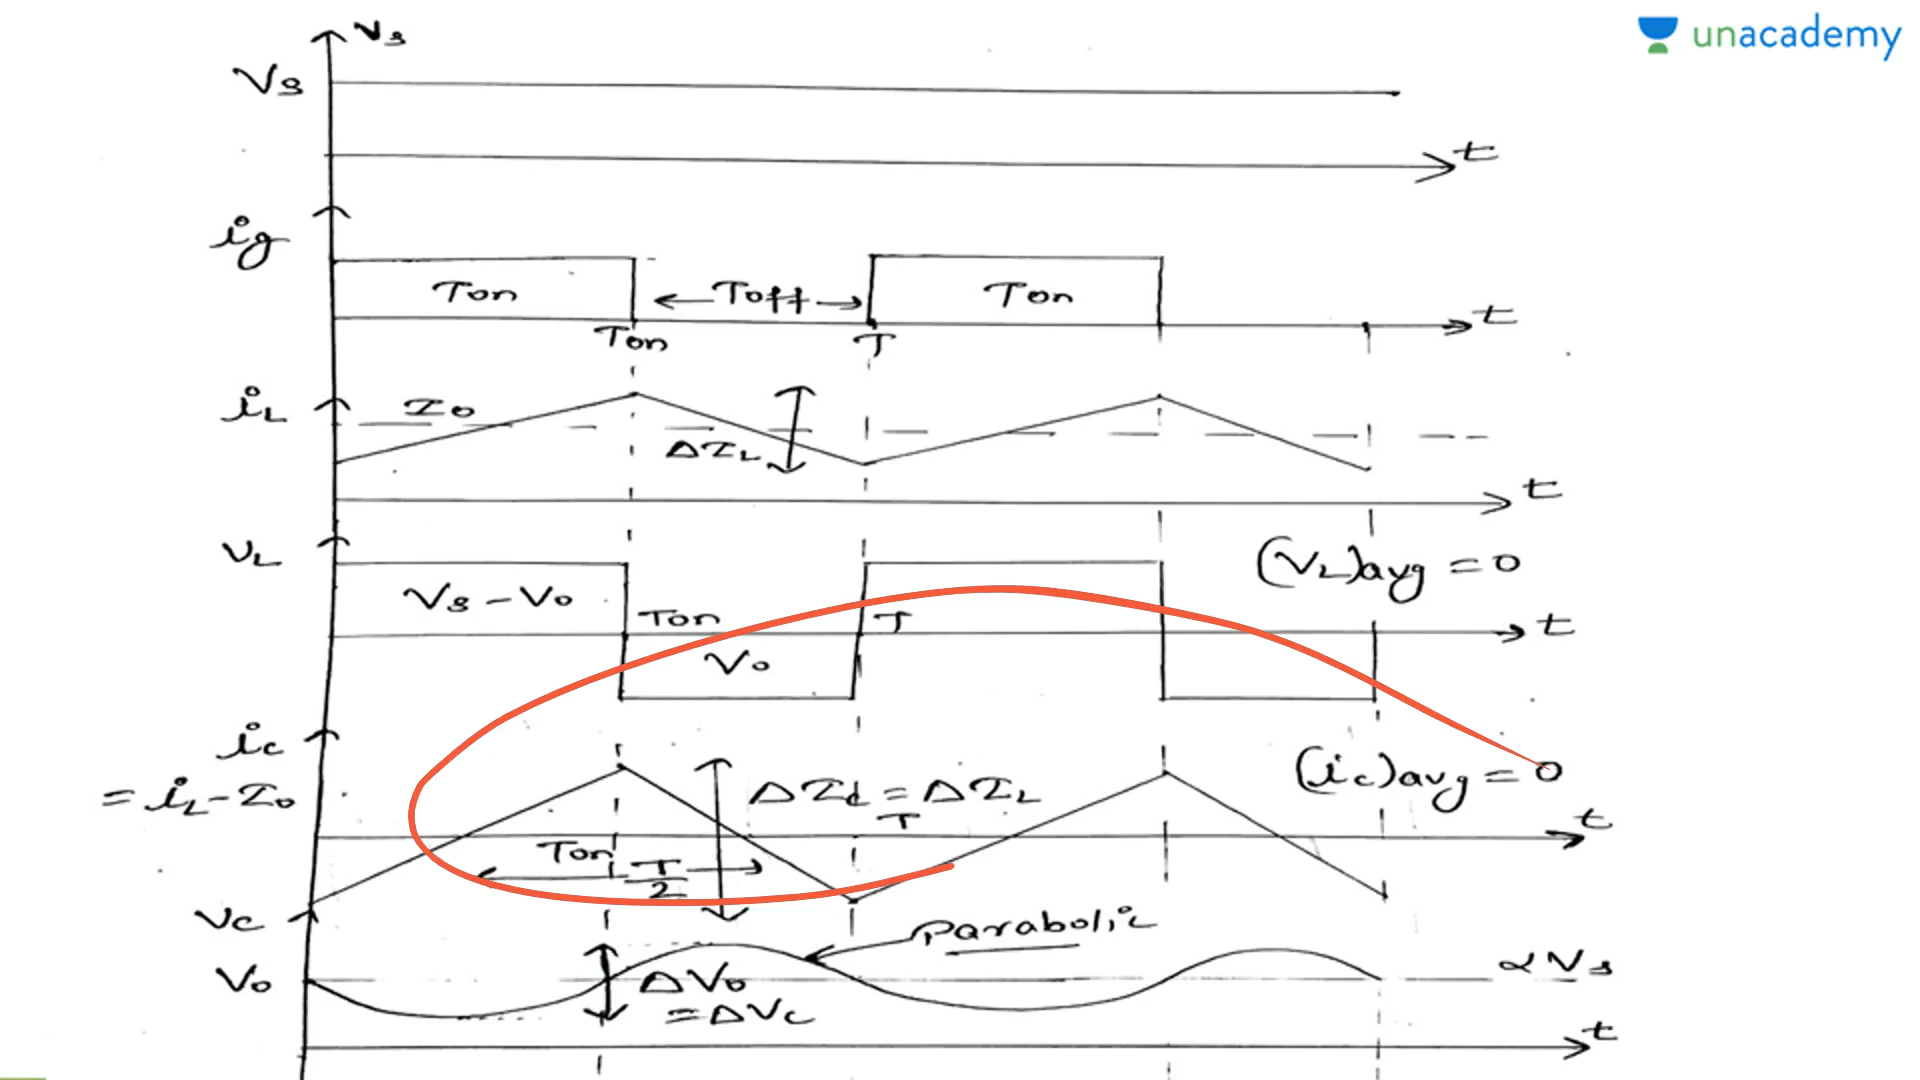 unacademy
Vs
Vs
t
ig
Ton
Toff
Ton
t
Ton
T
iL
Io
ΔIL
t
VL
Vs - Vo
(VL)avg = 0
Ton
T
t
Vo
ic
= iL - Io
ΔIc = ΔIL
(ic)avg = 0
T
t
Ton
T/2
Vc
Parabolic
Vo
ΔVo
= ΔVc
αVs
t